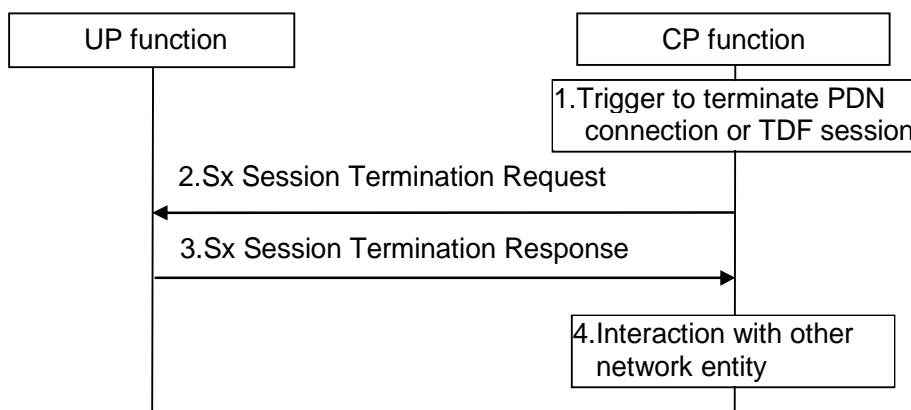 UP function
CP function
1.Trigger to terminate PDN
connection or TDF session
2.Sx Session Termination Request
3.Sx Session Termination Response
4.Interaction with other
network entity